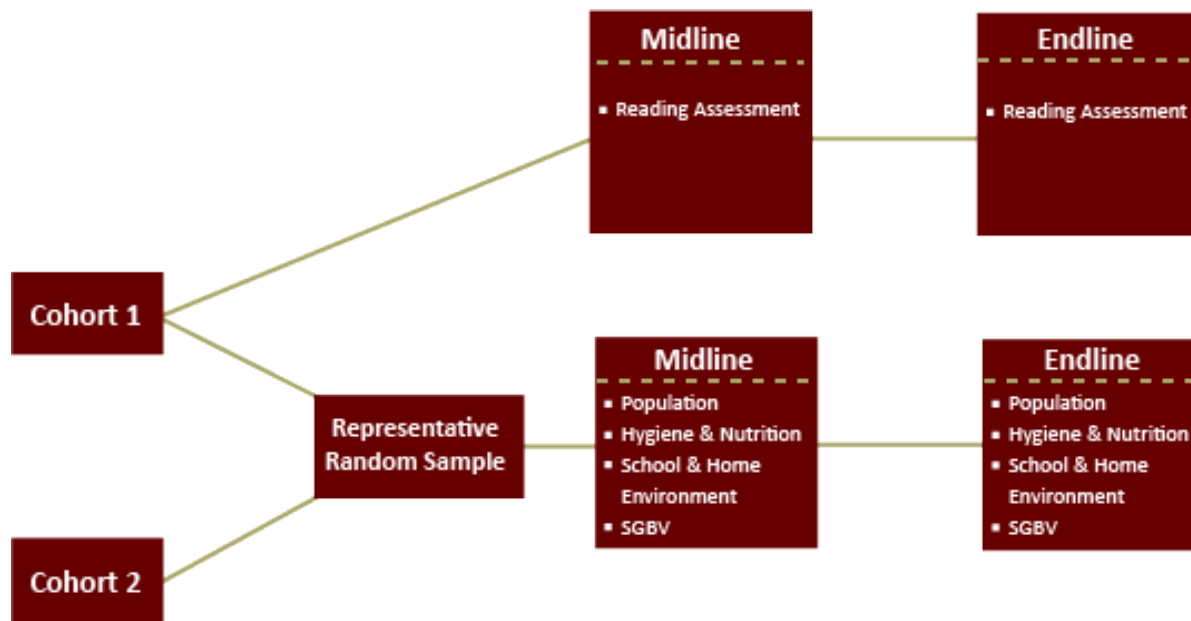 Midline
▪ Reading Assessment
Endline
▪ Reading Assessment
Cohort 1
Representative
Random Sample
Midline
▪ Population
▪ Hygiene & Nutrition
▪ School & Home
Environment
▪ SGBV
Endline
▪ Population
▪ Hygiene & Nutrition
▪ School & Home
Environment
▪ SGBV
Cohort 2